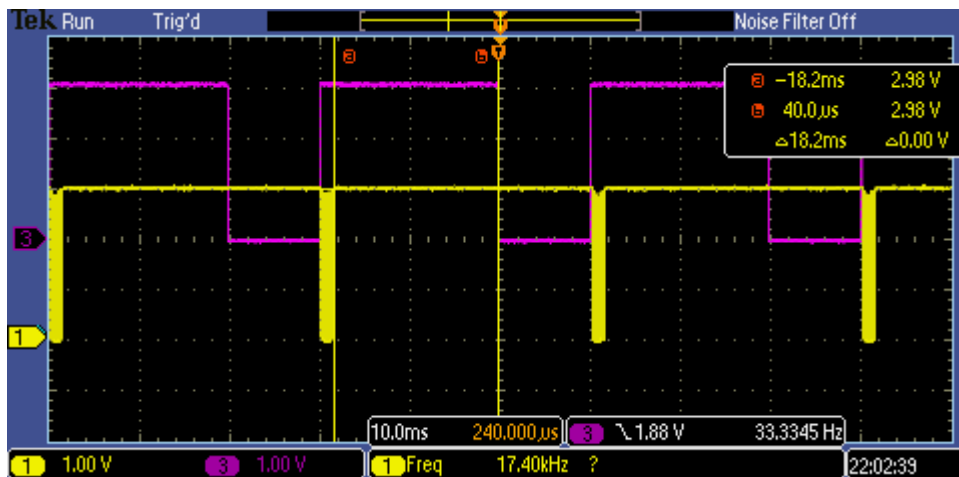 Tek Run Trig'd Noise Filter Off
a b T
a -18.2ms 2.98 V
b 40.0µs 2.98 V
△18.2ms △0.00 V
3
1
10.0ms 240.000µs 3 \ 1.88 V 33.3345 Hz
1 1.00 V 3 1.00 V 1 Freq 17.40kHz ? 22:02:39